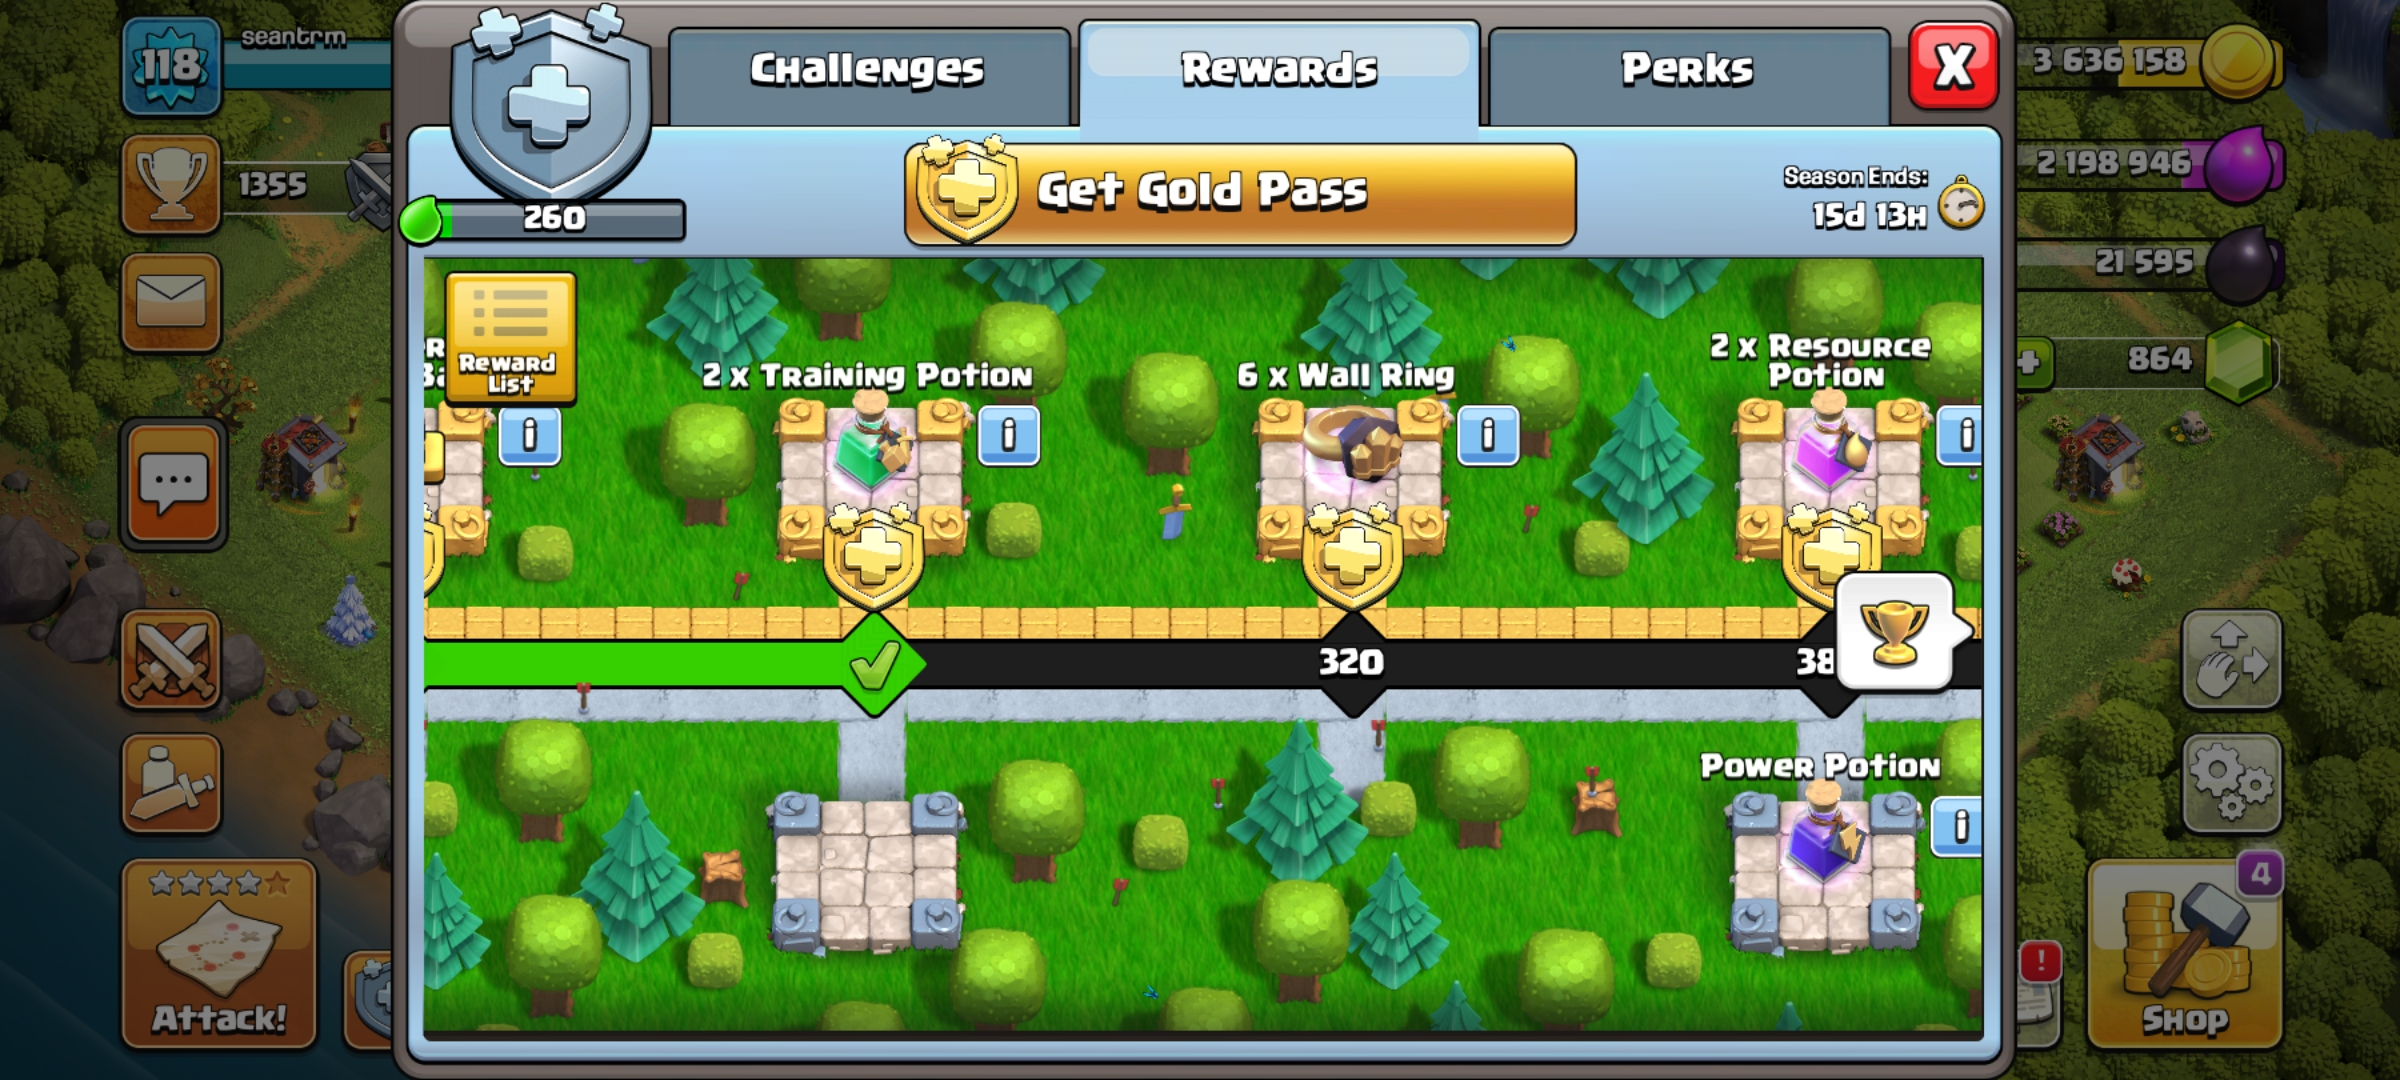 118
seantrm
1355
Challenges
Rewards
Perks
X
3 636 158
2 198 946
21 595
864
260
Get Gold Pass
Season Ends:
15d 13h
Reward
List
2 x Training Potion
6 x Wall Ring
2 x Resource
Potion
320
38
Power Potion
Attack!
4
!
Shop